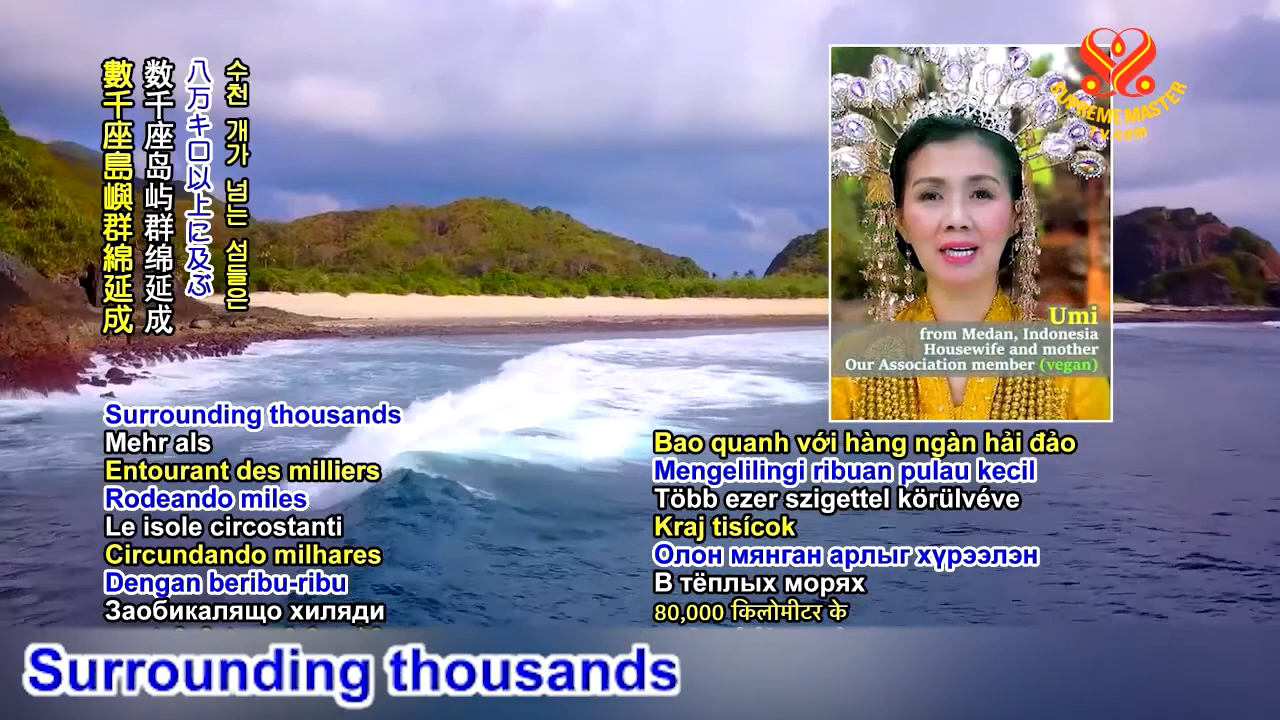 數千座島嶼群綿延成
数千座岛屿群绵延成
八万キロ以上に及ぶ
수천 개가 넘는 섬들인
SUPREME MASTER
TV.com
Umi
from Medan, Indonesia
Housewife and mother
Our Association member (vegan)
Surrounding thousands
Mehr als
Entourant des milliers
Rodeando miles
Le isole circostanti
Circundando milhares
Dengan beribu-ribu
Заобикалящо хиляди
Bao quanh với hàng ngàn hải đảo
Mengelilingi ribuan pulau kecil
Több ezer szigettel körülvéve
Kraj tisícok
Олон мянган арлыг хүрээлэн
В тёплых морях
80,000 किलोमीटर के
Surrounding thousands